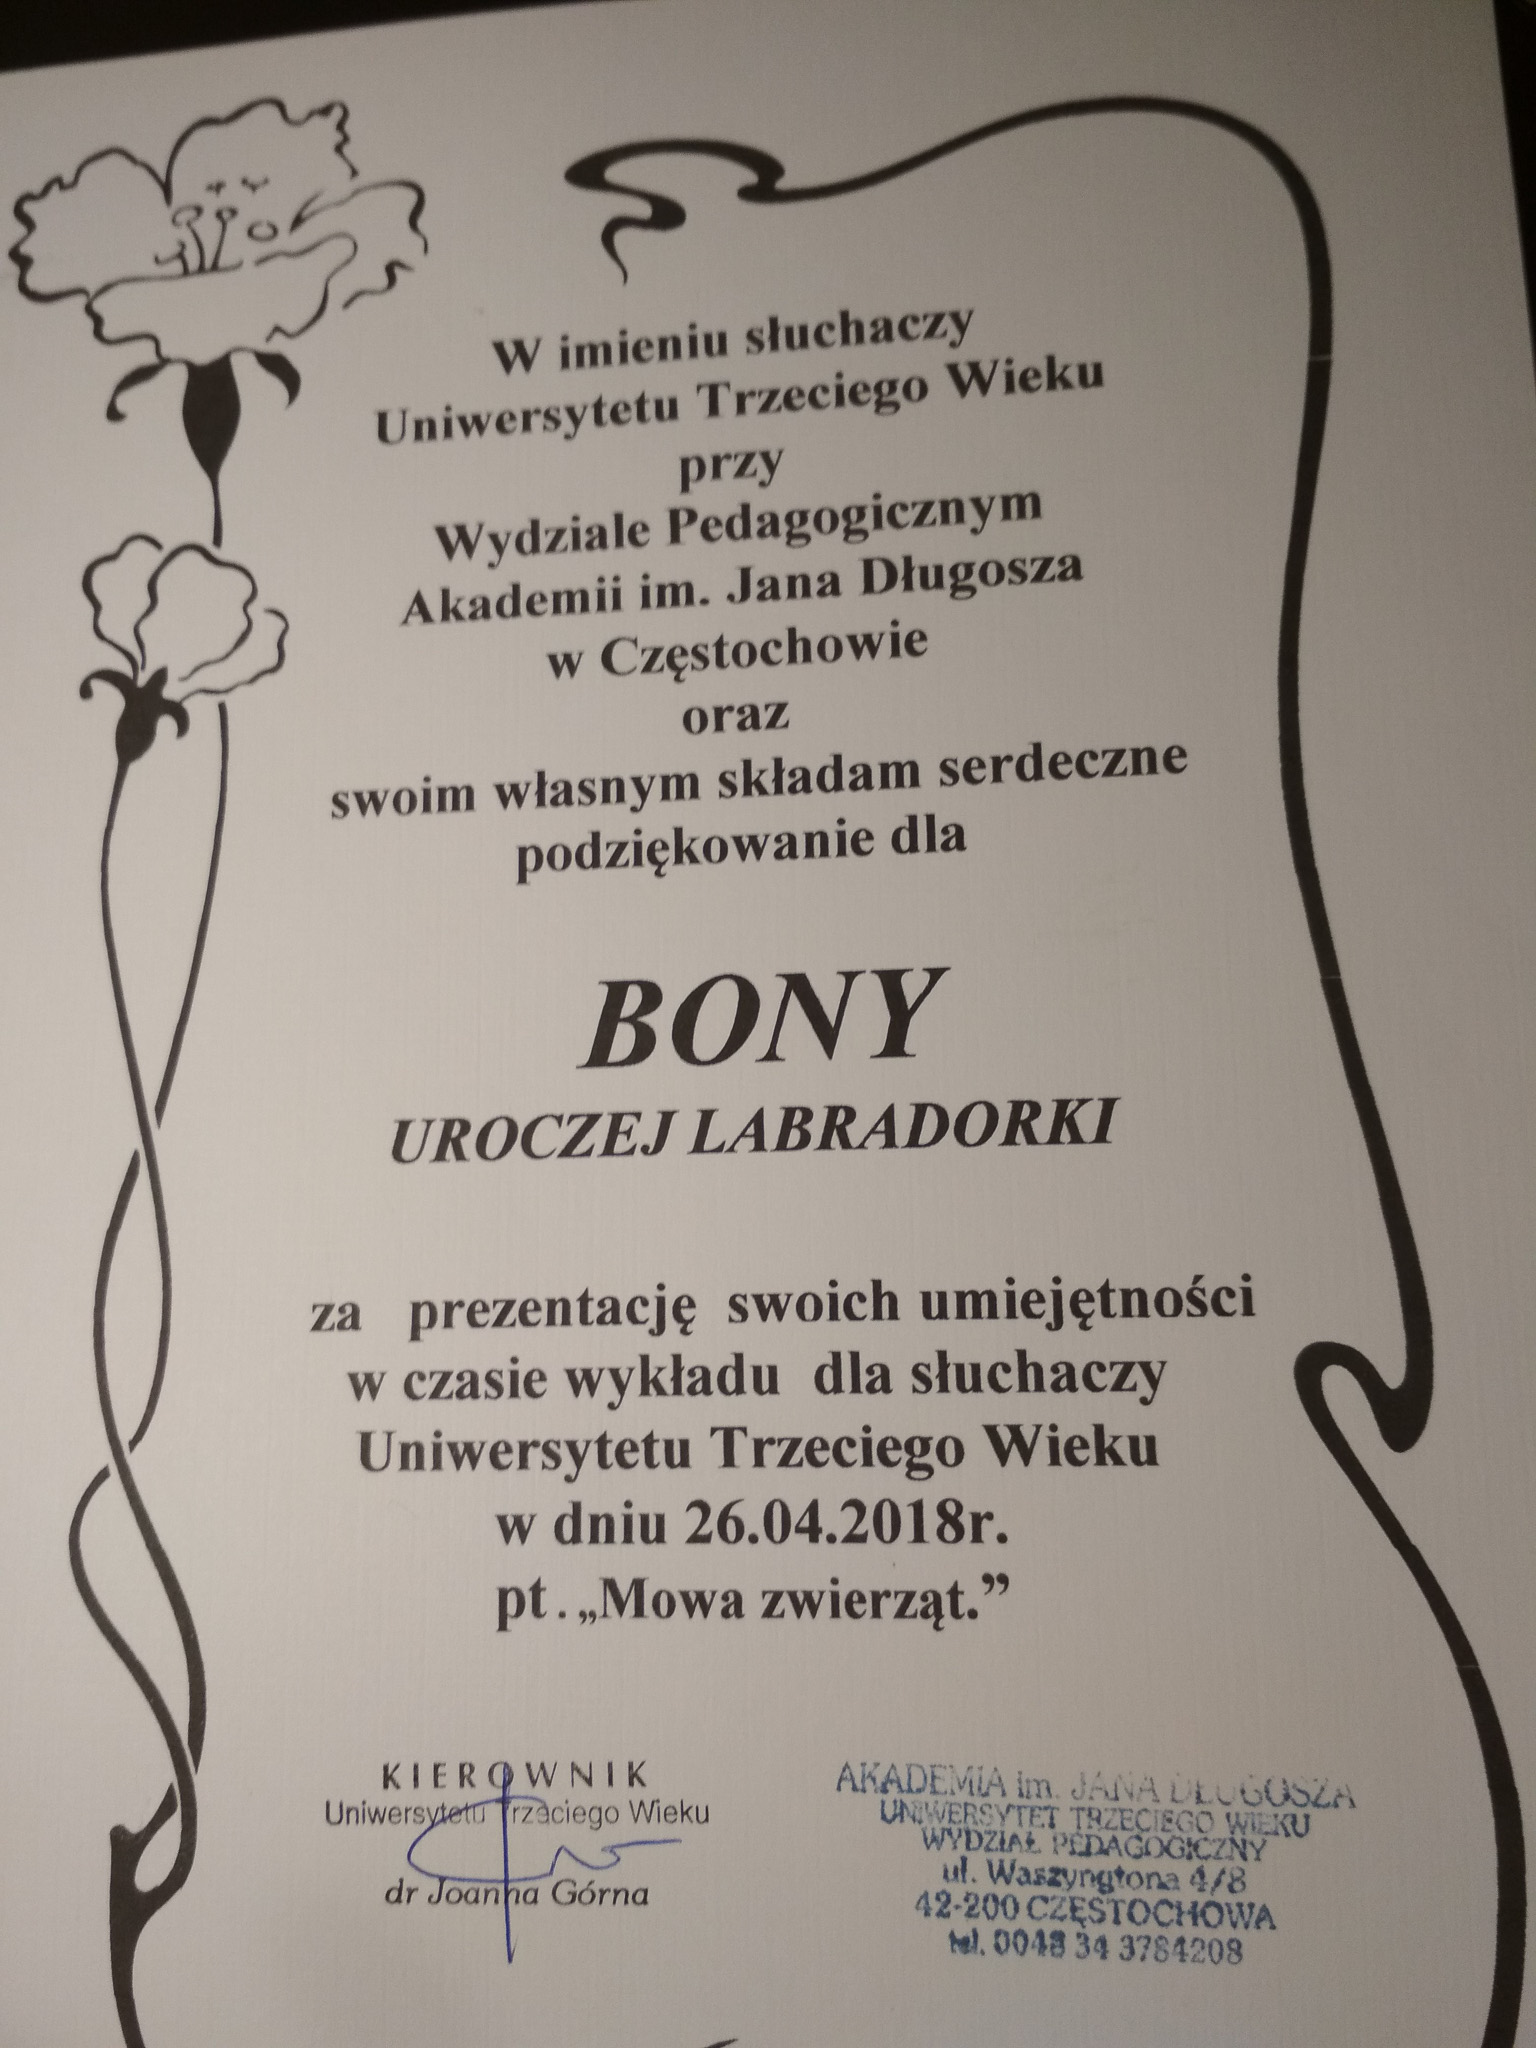 W imieniu słuchaczy
Uniwersytetu Trzeciego Wieku
przy
Wydziale Pedagogicznym
Akademii im. Jana Długosza
w Częstochowie
oraz
swoim własnym składam serdeczne
podziękowanie dla
BONY
UROCZEJ LABRADORKI
za prezentację swoich umiejętności
w czasie wykładu dla słuchaczy
Uniwersytetu Trzeciego Wieku
w dniu 26.04.2018r.
pt. „Mowa zwierząt.”
KIEROWNIK
Uniwersytetu Trzeciego Wieku
dr Joanna Górna
AKADEMIA im. JANA DŁUGOSZA
UNIWERSYTET TRZECIEGO WIEKU
WYDZIAŁ PEDAGOGICZNY
ul. Waszyngtona 4/8
42-200 CZĘSTOCHOWA
tel. 0048 34 3784208